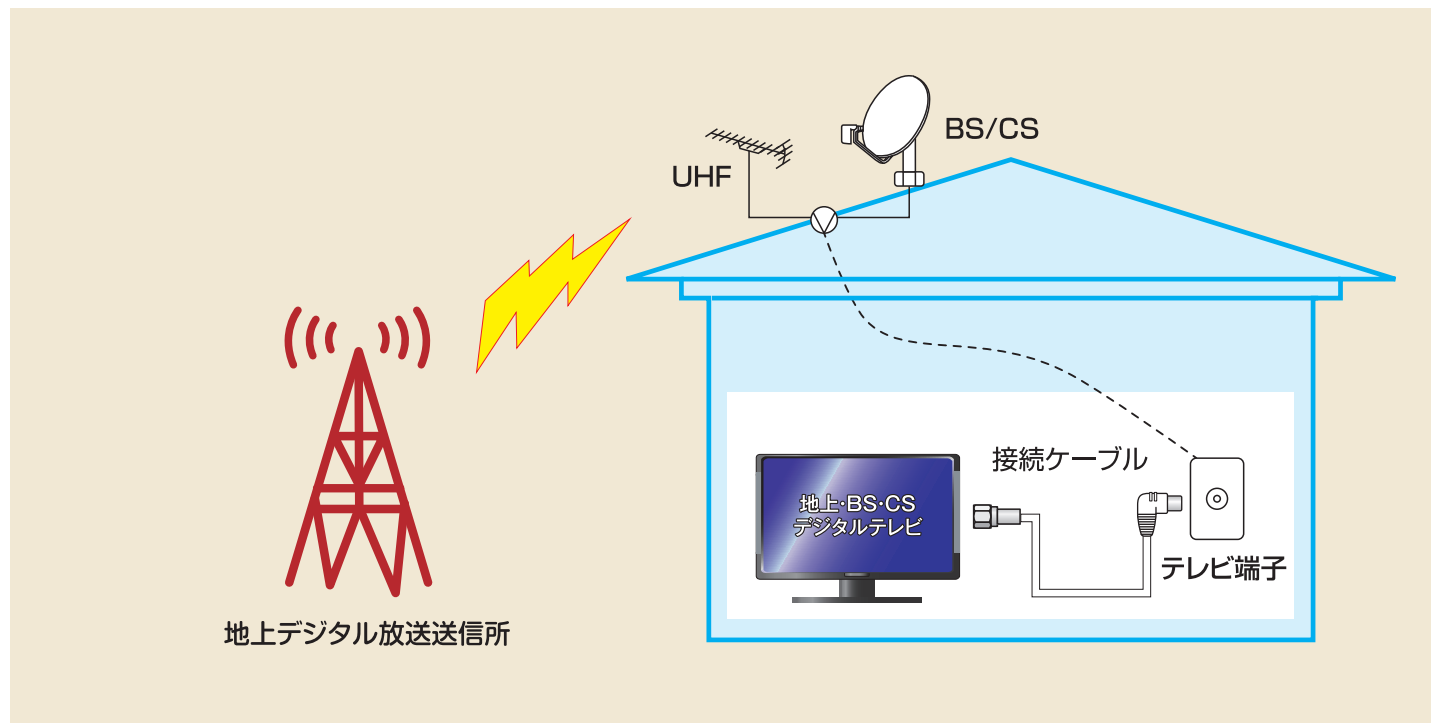 BS/CS
UHF
接続ケーブル
地上・BS・CS
デジタルテレビ
テレビ端子
地上デジタル放送送信所